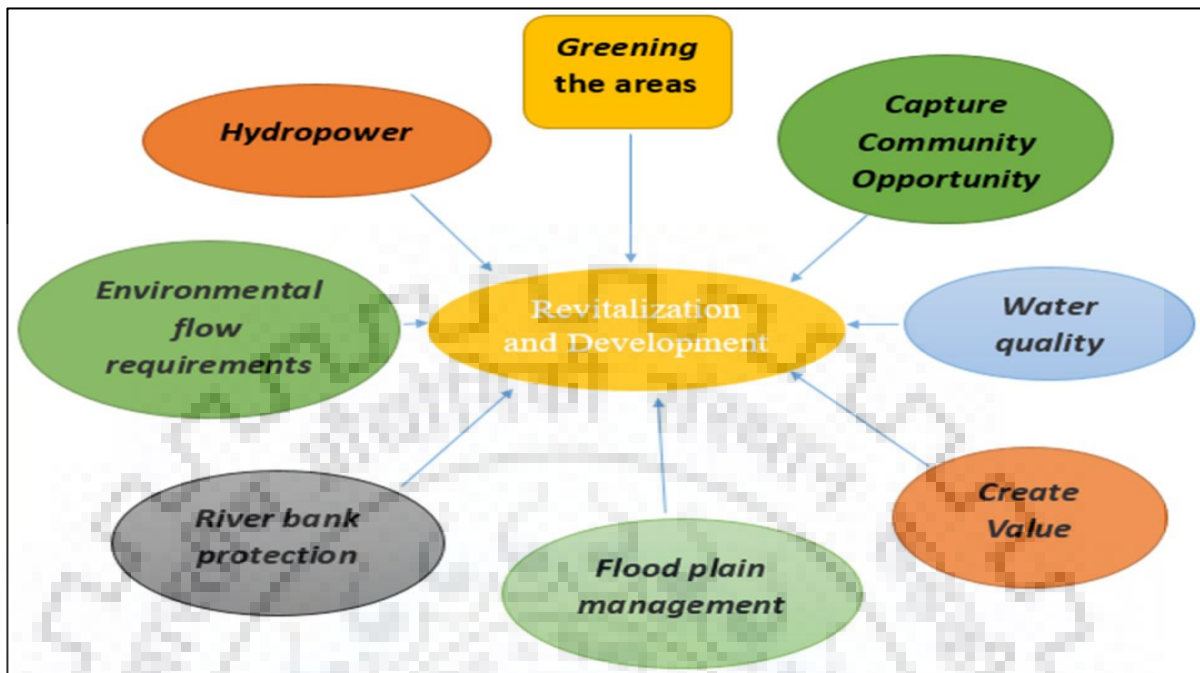 Greening
the areas
Hydropower
Capture
Community
Opportunity
Environmental
flow
requirements
Revitalization
and Development
Water
quality
River bank
protection
Flood plain
management
Create
Value